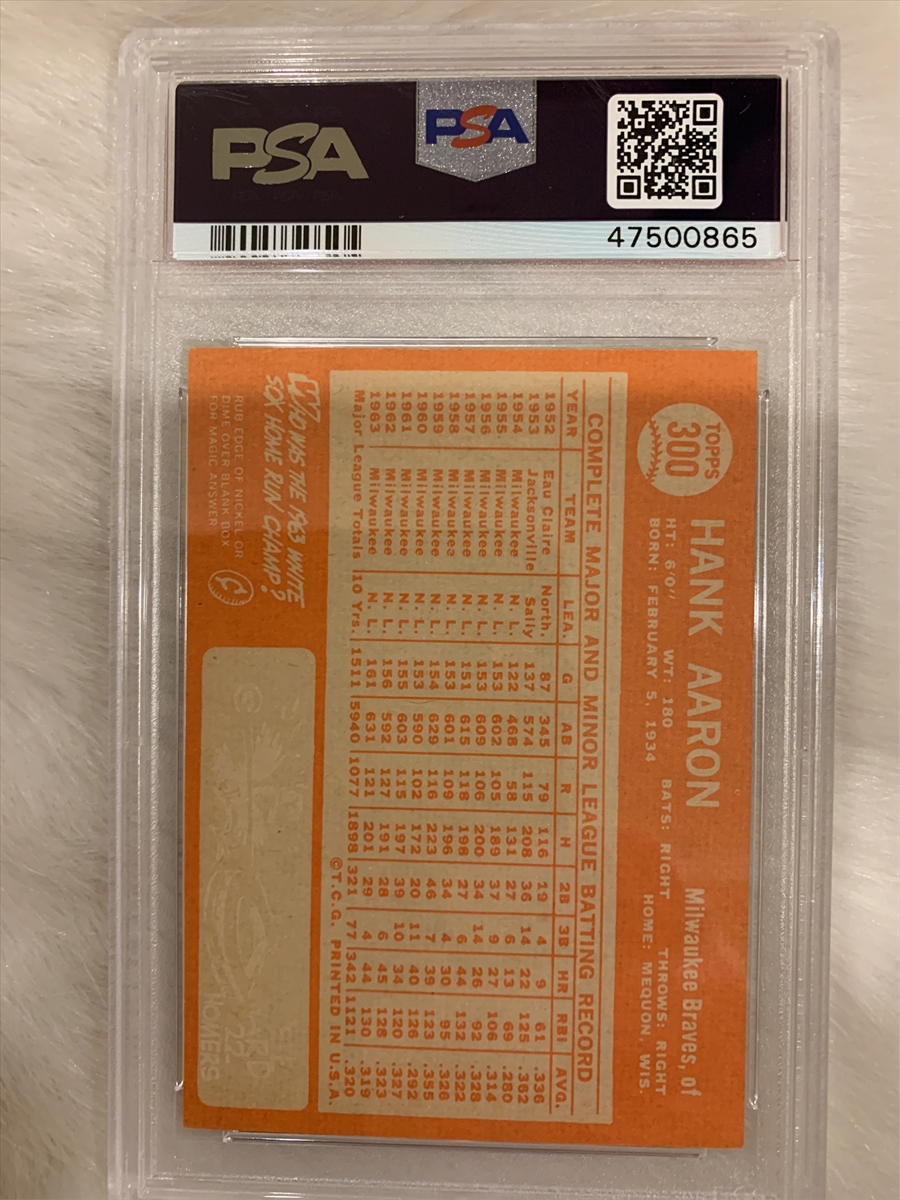 PSA
PSA
47500865
TOPPS
300
HANK AARON
Milwaukee Braves, of
HT: 6'0" WT: 180 BATS: RIGHT THROWS: RIGHT
BORN: FEBRUARY 5, 1934 HOME: MEQUON, WIS.
COMPLETE MAJOR AND MINOR LEAGUE BATTING RECORD
YEAR TEAM LEA. G AB R H 2B 3B HR RBI AVG.
1952 Eau Claire North. 87 345 79 116 19 4 9 61 .336
1953 Jacksonville Sally 137 574 115 208 36 14 22 125 .362
1954 Milwaukee N. L. 122 468 58 131 27 6 13 69 .280
1955 Milwaukee N. L. 153 602 105 189 37 9 27 106 .314
1956 Milwaukee N. L. 153 609 106 200 34 14 26 92 .328
1957 Milwaukee N. L. 151 615 118 198 27 6 44 132 .322
1958 Milwaukee N. L. 153 601 109 196 34 4 30 95 .326
1959 Milwaukee N. L. 154 629 116 223 46 7 39 123 .355
1960 Milwaukee N. L. 153 590 102 172 20 11 40 126 .292
1961 Milwaukee N. L. 155 603 115 197 39 10 34 120 .327
1962 Milwaukee N. L. 156 592 127 191 28 6 45 128 .323
1963 Milwaukee N. L. 161 631 121 201 29 4 44 130 .319
Major League Totals 10 Yrs. 1511 5940 1077 1898 321 77 342 1121 .320
©T.C.G. PRINTED IN U.S.A.
WHO WAS THE 1963 WHITE
SOX HOME RUN CHAMP?
RUB EDGE OF NICKEL OR
DIME OVER BLANK BOX
FOR MAGIC ANSWER
HOMERS